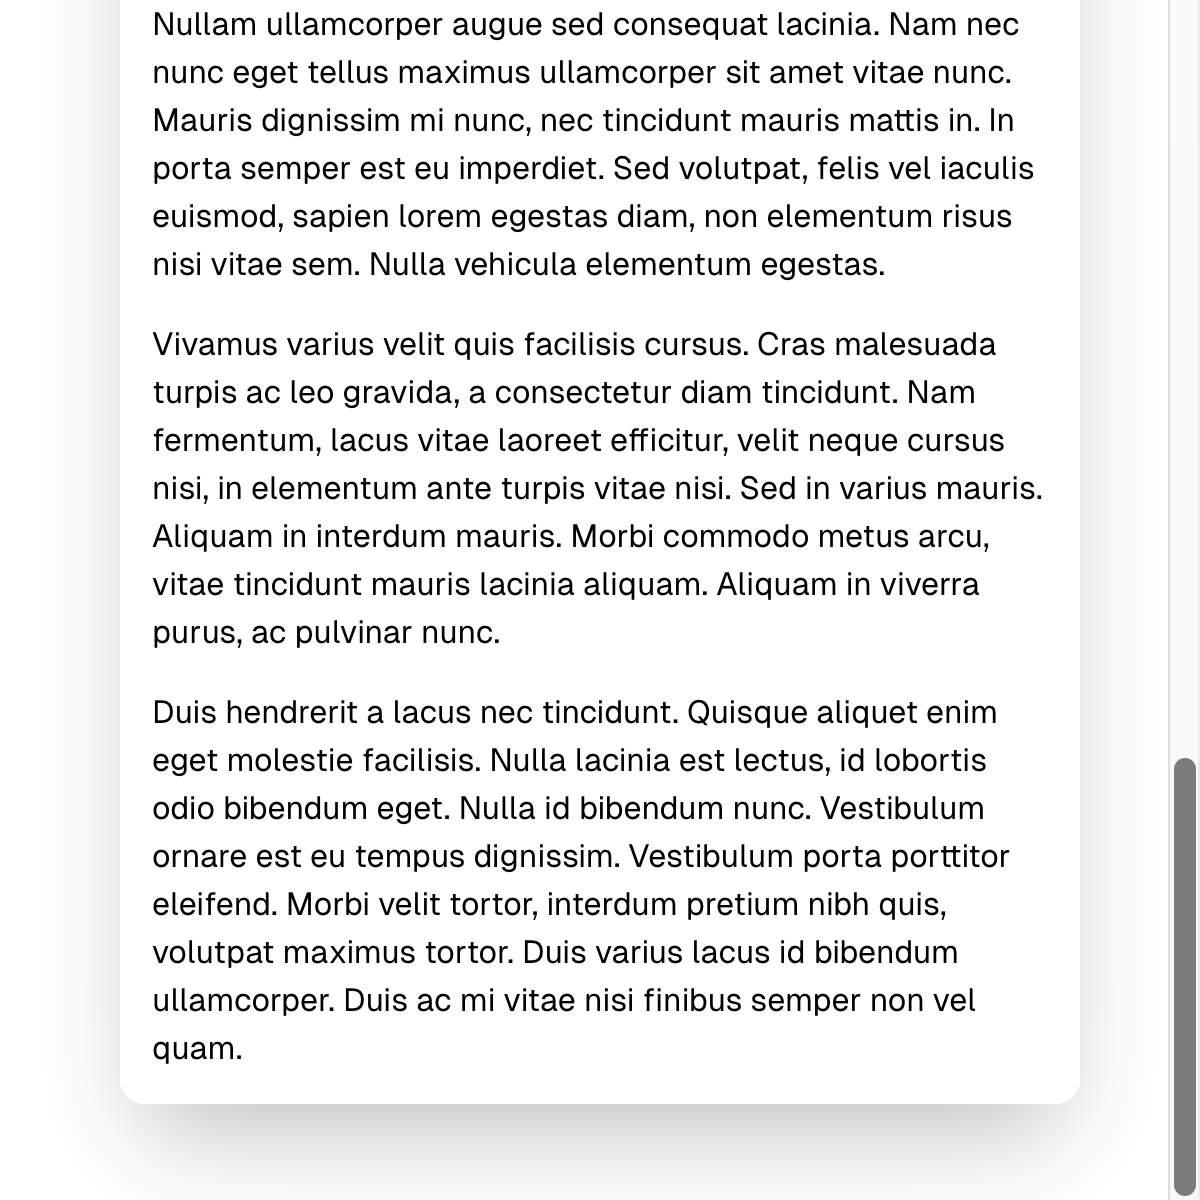 Nullam ullamcorper augue sed consequat lacinia. Nam nec
nunc eget tellus maximus ullamcorper sit amet vitae nunc.
Mauris dignissim mi nunc, nec tincidunt mauris mattis in. In
porta semper est eu imperdiet. Sed volutpat, felis vel iaculis
euismod, sapien lorem egestas diam, non elementum risus
nisi vitae sem. Nulla vehicula elementum egestas.
Vivamus varius velit quis facilisis cursus. Cras malesuada
turpis ac leo gravida, a consectetur diam tincidunt. Nam
fermentum, lacus vitae laoreet efficitur, velit neque cursus
nisi, in elementum ante turpis vitae nisi. Sed in varius mauris.
Aliquam in interdum mauris. Morbi commodo metus arcu,
vitae tincidunt mauris lacinia aliquam. Aliquam in viverra
purus, ac pulvinar nunc.
Duis hendrerit a lacus nec tincidunt. Quisque aliquet enim
eget molestie facilisis. Nulla lacinia est lectus, id lobortis
odio bibendum eget. Nulla id bibendum nunc. Vestibulum
ornare est eu tempus dignissim. Vestibulum porta porttitor
eleifend. Morbi velit tortor, interdum pretium nibh quis,
volutpat maximus tortor. Duis varius lacus id bibendum
ullamcorper. Duis ac mi vitae nisi finibus semper non vel
quam.